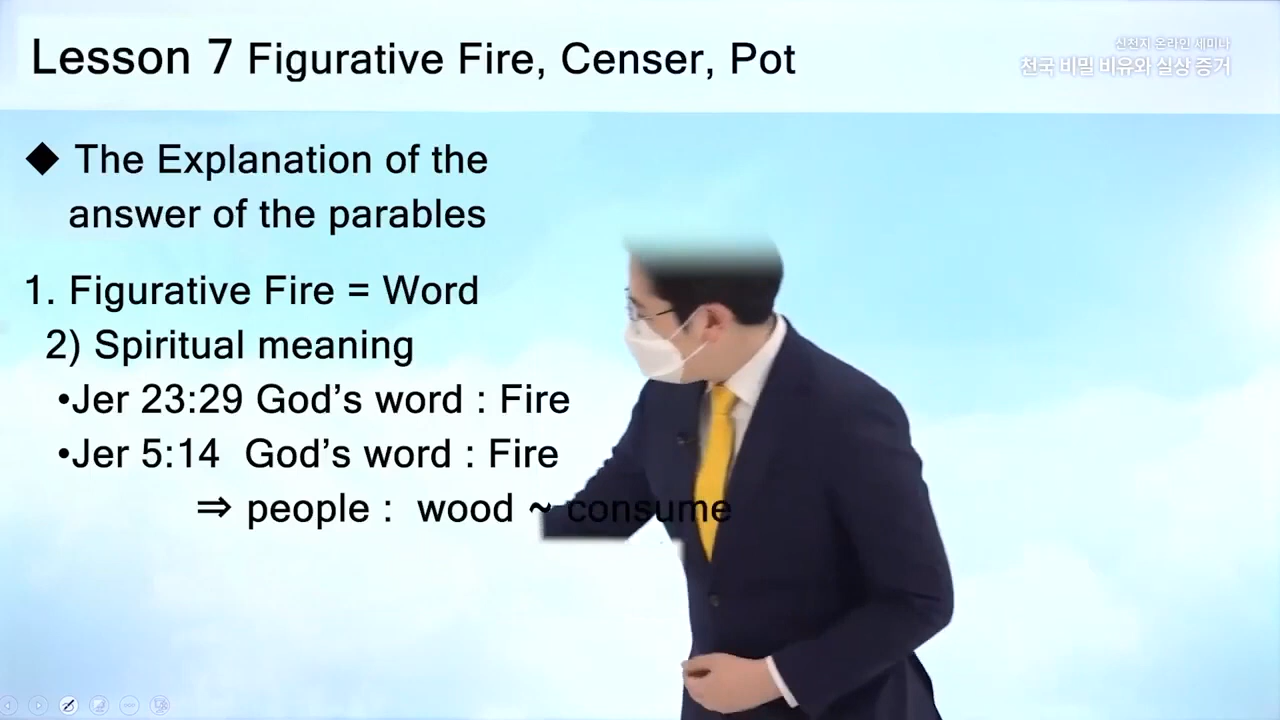 Lesson 7 Figurative Fire, Censer, Pot
신천지 온라인 세미나
천국 비밀 비유와 실상 증거
◆ The Explanation of the
answer of the parables
1. Figurative Fire = Word
2) Spiritual meaning
•Jer 23:29 God’s word : Fire
•Jer 5:14 God’s word : Fire
⇒ people : wood ~ consume